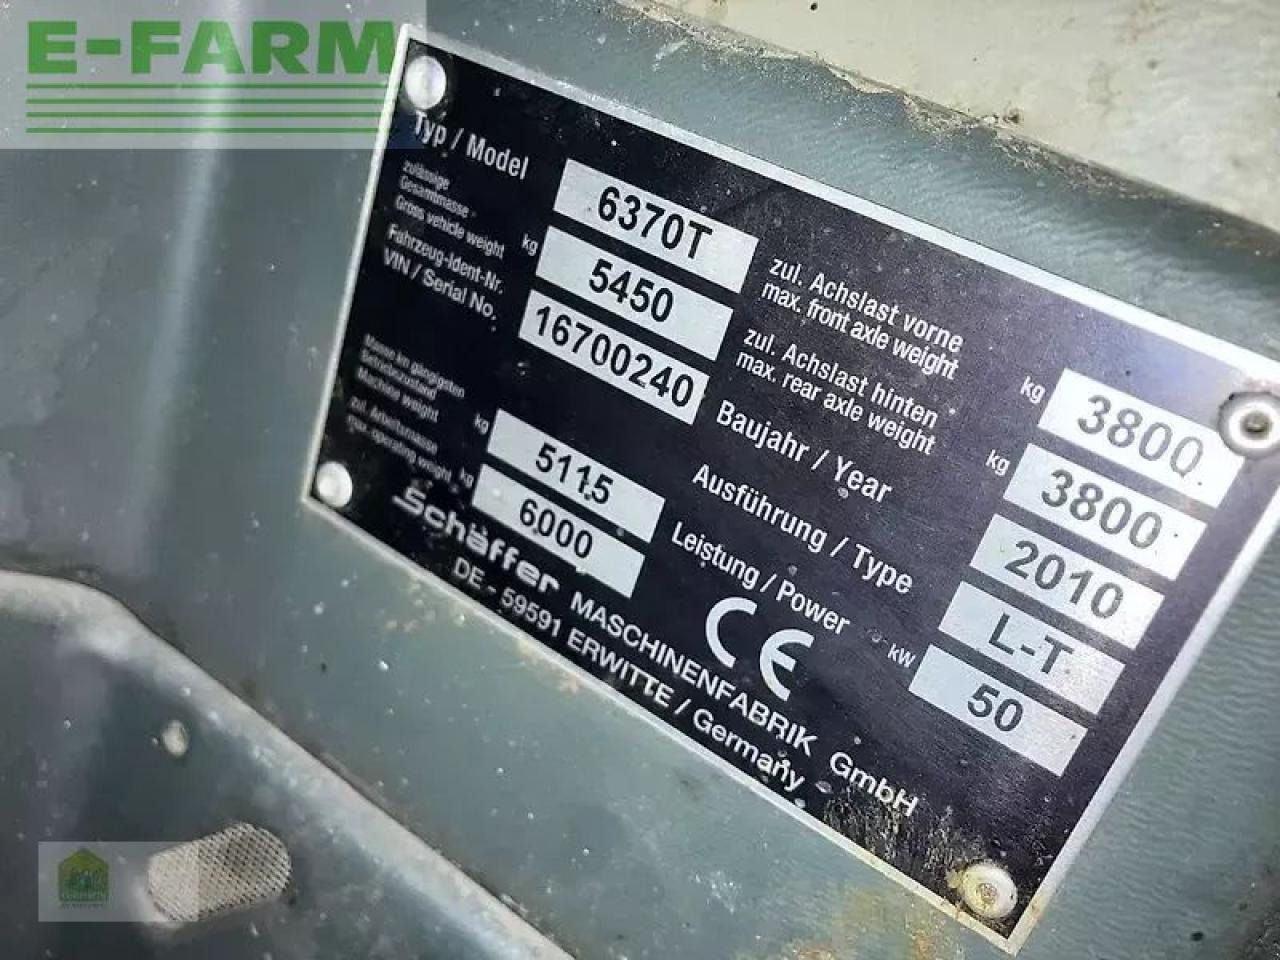 E-FARM
Typ / Model
6370T
zulässige
Gesammasse -
Gross vehicle weight
kg
5450
Fahrzeug-Ident-Nr.
VIN / Serial No.
16700240
Masse im gängigsten
Betriebszustand
Machine weight
kg
5115
zul. Arbeitsmasse
max. operating weight
kg
6000
zul. Achslast vorne
max. front axle weight
kg
3800
zul. Achslast hinten
max. rear axle weight
kg
3800
Baujahr / Year
2010
Ausführung / Type
L-T
Leistung / Power
kW
50
Schäffer MASCHINENFABRIK GmbH
DE - 59591 ERWITTE / Germany
CE